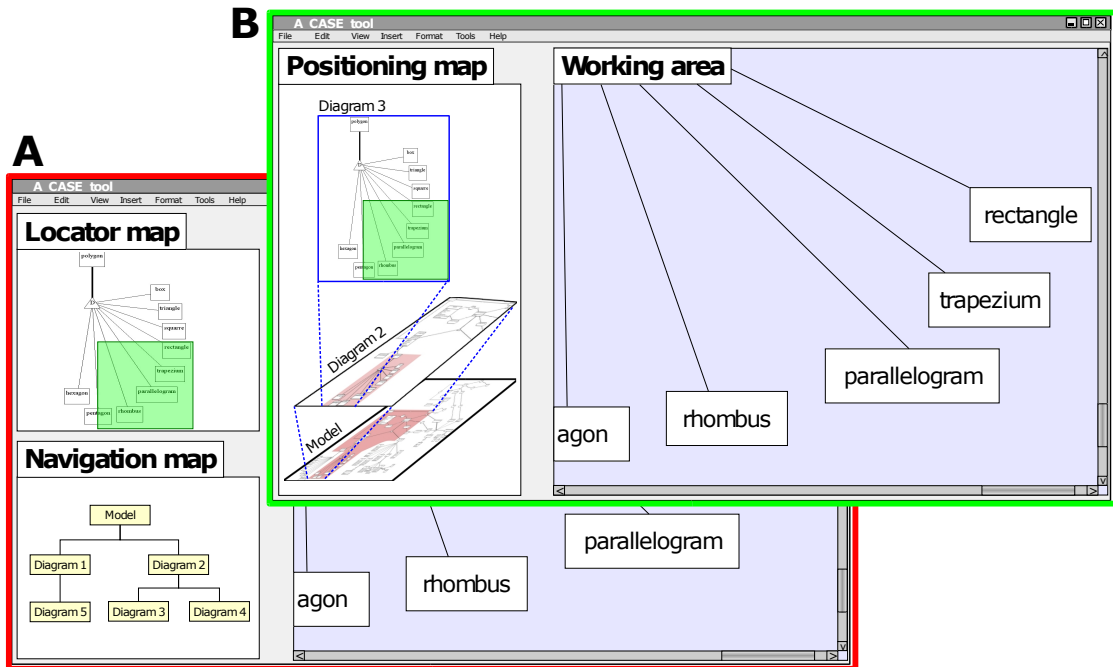 B
A CASE tool
File Edit View Insert Format Tools Help
Positioning map
Working area
Diagram 3
polygon
box
triangle
square
rectangle
trapezium
parallelogram
hexagon
pentagon
rhombus
Diagram 2
Model
rectangle
trapezium
parallelogram
rhombus
agon
A
A CASE tool
File Edit View Insert Format Tools Help
Locator map
polygon
box
triangle
square
rectangle
trapezium
parallelogram
hexagon
pentagon
rhombus
Navigation map
Model
Diagram 1 Diagram 2
Diagram 5 Diagram 3 Diagram 4
parallelogram
rhombus
agon